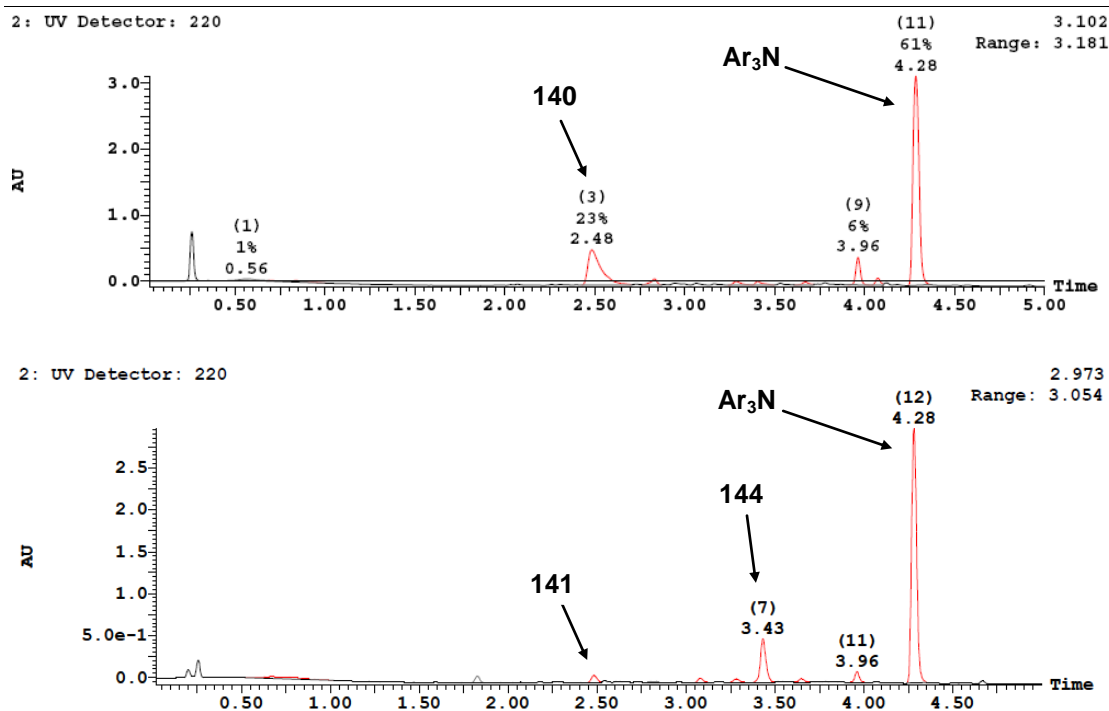 2: UV Detector: 220
3.102
Range: 3.181
(11)
61%
4.28
Ar₃N
140
(3)
23%
2.48
(9)
6%
3.96
(1)
1%
0.56
AU
3.0
2.0
1.0
0.0
0.50 1.00 1.50 2.00 2.50 3.00 3.50 4.00 4.50 5.00
Time
2: UV Detector: 220
2.973
Range: 3.054
(12)
4.28
Ar₃N
144
(7)
3.43
141
(11)
3.96
AU
2.5
2.0
1.5
1.0
5.0e-1
0.0
0.50 1.00 1.50 2.00 2.50 3.00 3.50 4.00 4.50
Time